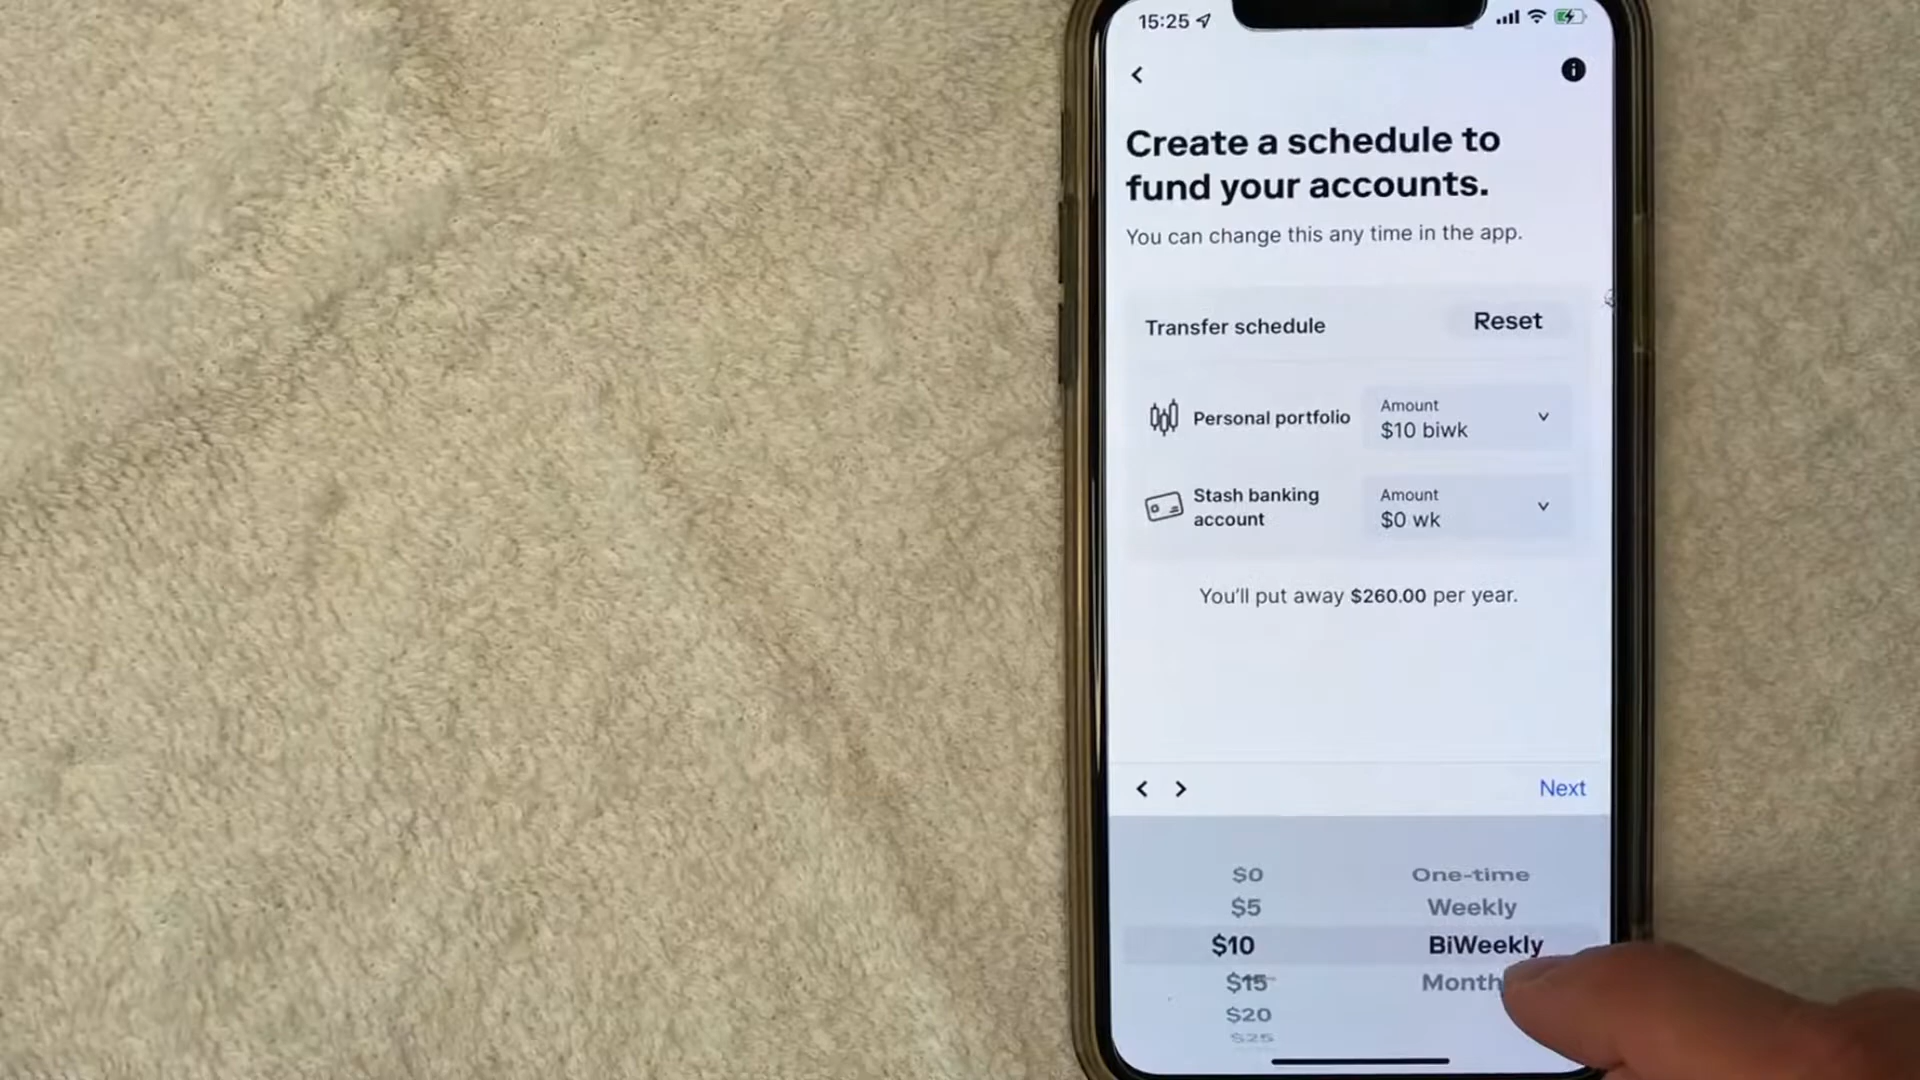 15:25
Create a schedule to
fund your accounts.
You can change this any time in the app.
Transfer schedule
Reset
Personal portfolio
Amount
$10 biwk
Stash banking
account
Amount
$0 wk
You'll put away $260.00 per year.
Next
$0
One-time
$5
Weekly
$10
BiWeekly
$15
Month
$20
$25